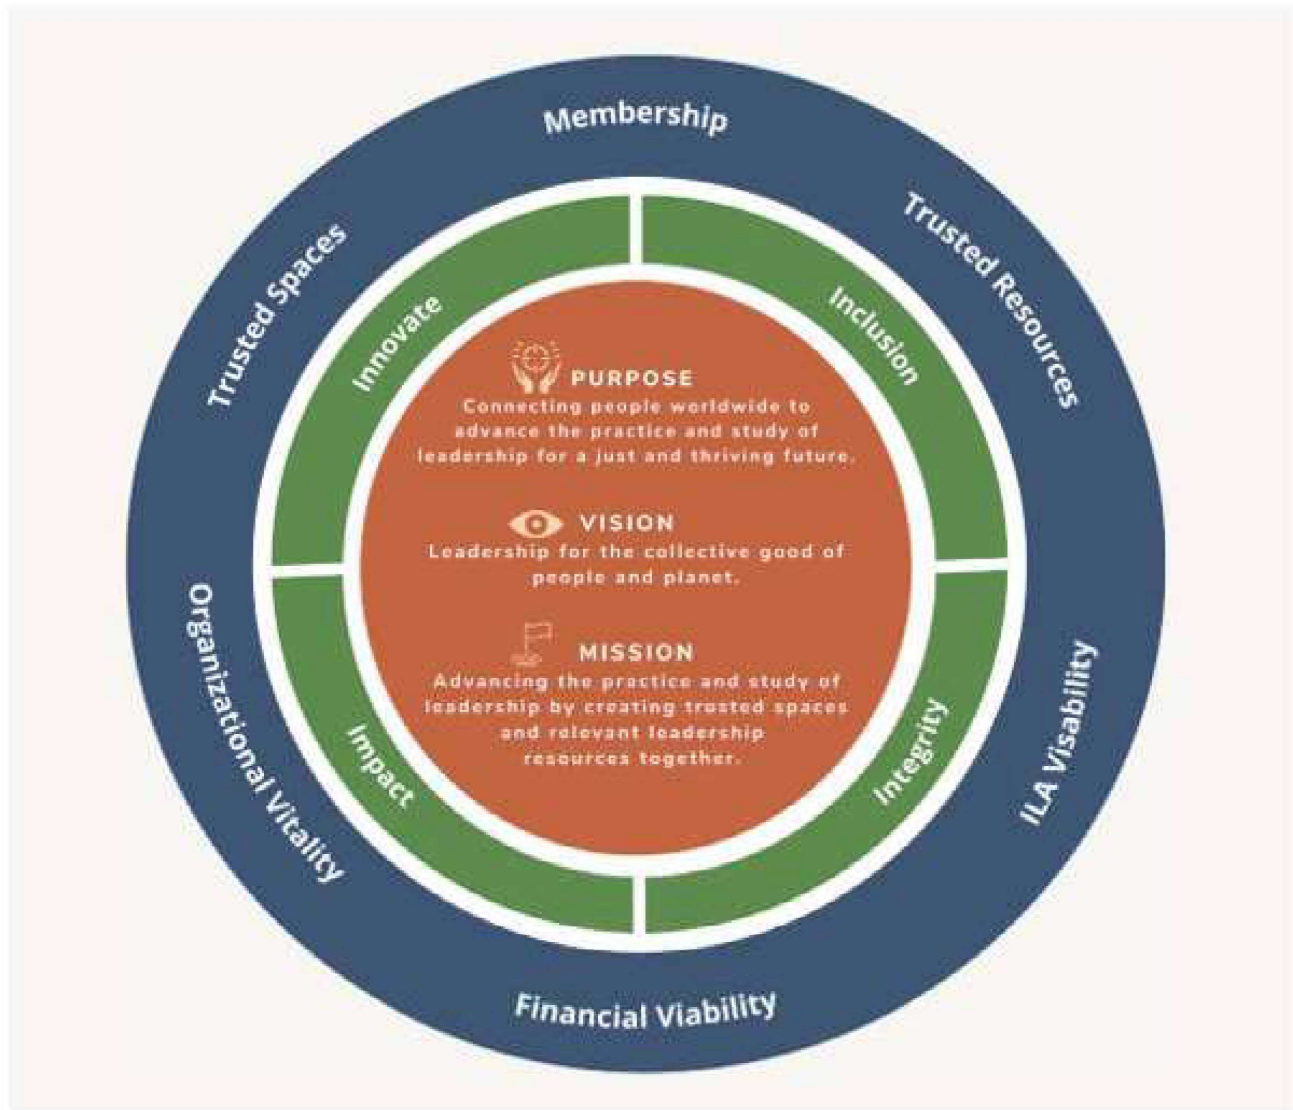 Membership
Trusted Resources
Trusted Spaces
Innovate
Inclusion
PURPOSE
Connecting people worldwide to
advance the practice and study of
leadership for a just and thriving future.
VISION
Leadership for the collective good of
people and planet.
MISSION
Advancing the practice and study of
leadership by creating trusted spaces
and relevant leadership
resources together.
Organizational Vitality
Impact
Integrity
ILA Visability
Financial Viability